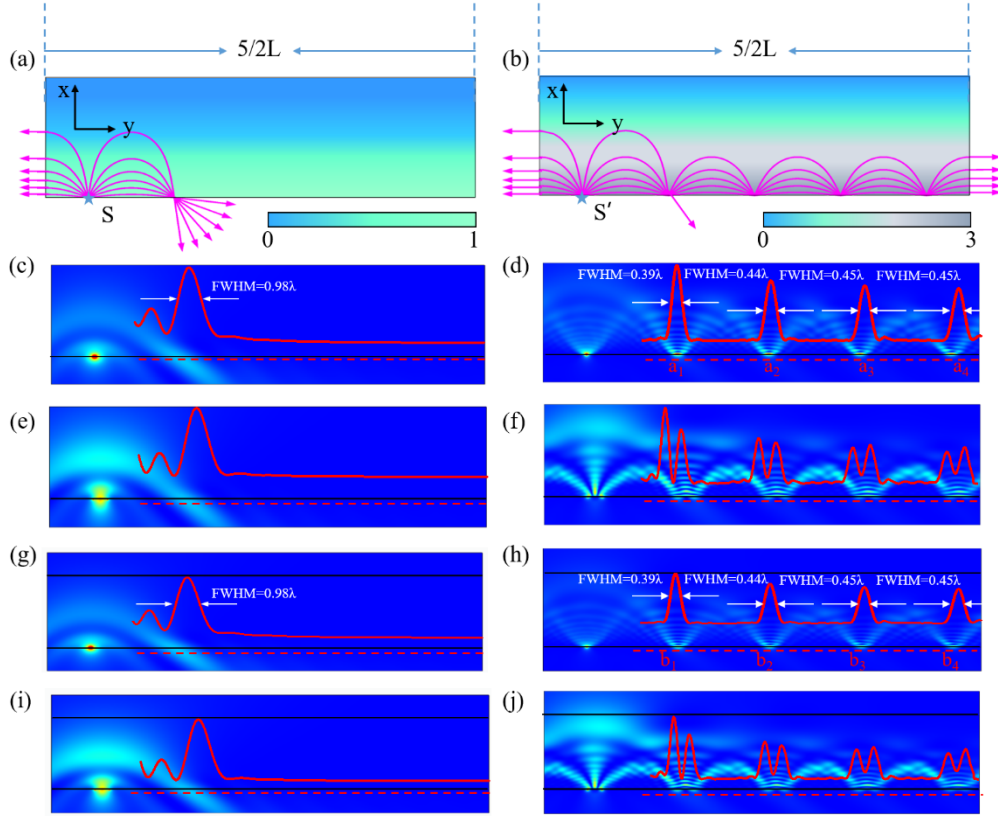 5/2L
5/2L
(a)
(b)
x
y
x
y
S
S′
0
1
0
3
(c)
FWHM=0.98λ
(d)
FWHM=0.39λ
FWHM=0.44λ
FWHM=0.45λ
FWHM=0.45λ
a1
a2
a3
a4
(e)
(f)
(g)
FWHM=0.98λ
(h)
FWHM=0.39λ
FWHM=0.44λ
FWHM=0.45λ
FWHM=0.45λ
b1
b2
b3
b4
(i)
(j)